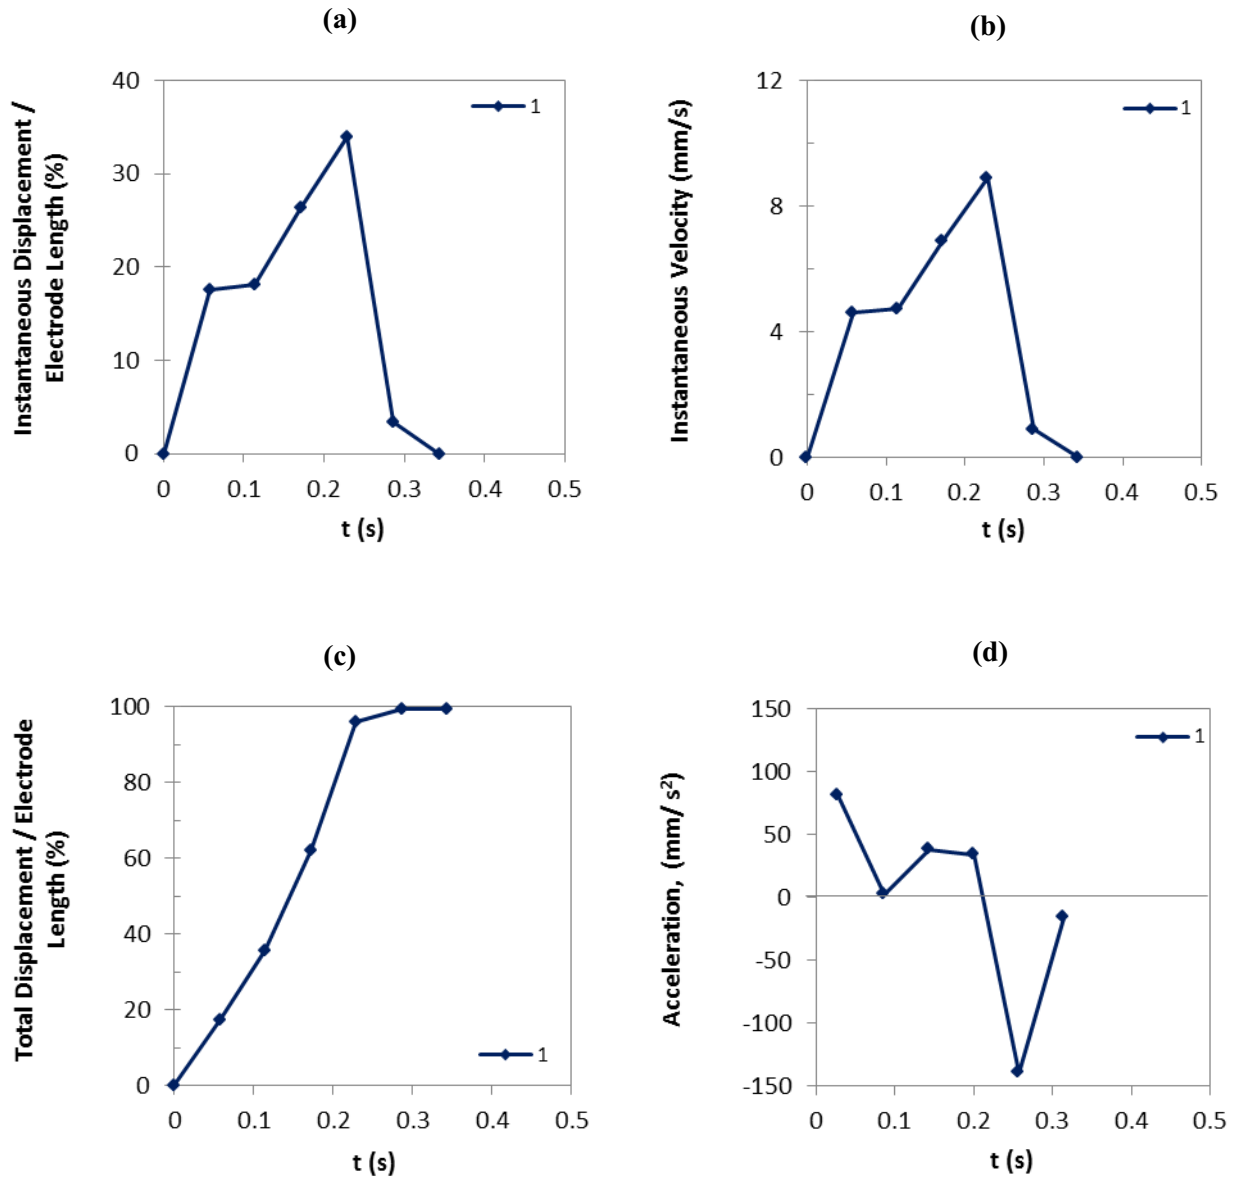 (a)
Instantaneous Displacement /
Electrode Length (%)
40
30
20
10
0
0 0.1 0.2 0.3 0.4 0.5
t (s)
1
(b)
Instantaneous Velocity (mm/s)
12
8
4
0
0 0.1 0.2 0.3 0.4 0.5
t (s)
1
(c)
Total Displacement / Electrode
Length (%)
100
80
60
40
20
0
0 0.1 0.2 0.3 0.4 0.5
t (s)
1
(d)
Acceleration, (mm/ s²)
150
100
50
0
-50
-100
-150
0 0.1 0.2 0.3 0.4 0.5
t (s)
1